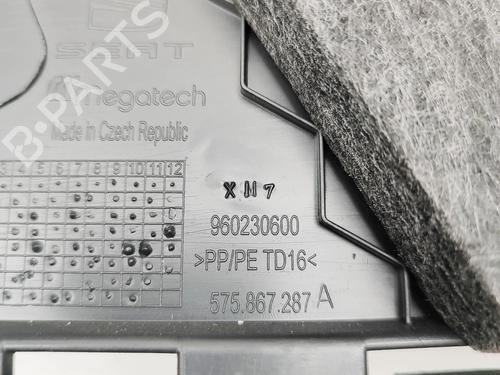 SEAT
B-PARTS
Megatech
Made in Czech Republic
3 4 5 6 7 8 9 10 11 12
XM7
960230600
>PP/PE TD16<
575.867.287 A